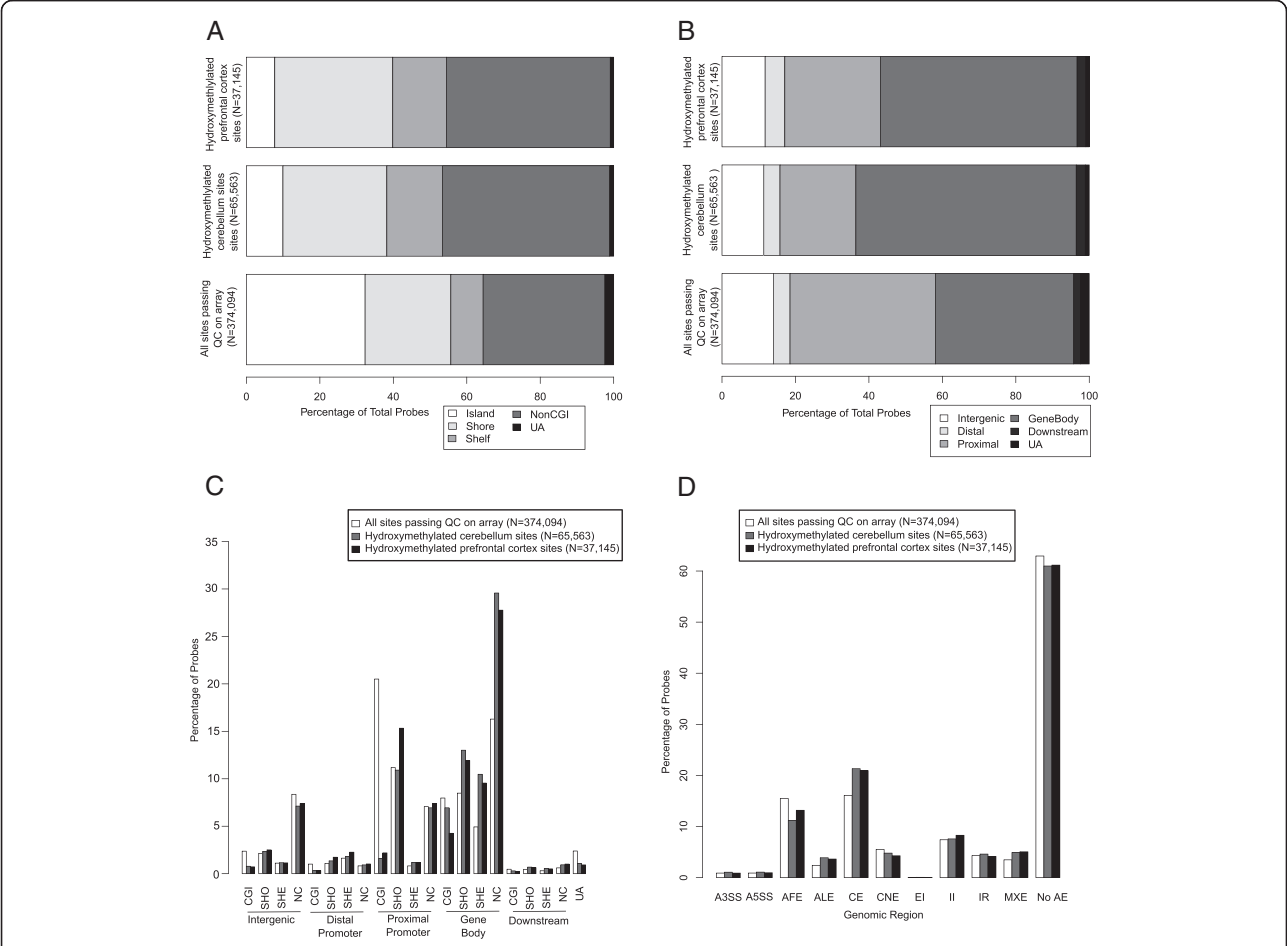 A
Hydroxymethlylated
prefrontal cortex
sites (N=37,145)
Hydroxymethlylated
cerebellum sites
sites (N=65,563)
All sites passing
QC on array
(N=374,094)
0 20 40 60 80 100
Percentage of Total Probes
Island
Shore
Shelf
NonCGI
UA
B
Hydroxymethlylated
prefrontal cortex
sites (N=37,145)
Hydroxymethlylated
cerebellum
sites (N=65,563 )
All sites passing
QC on array
(N=374,094)
0 20 40 60 80 100
Percentage of Total Probes
Intergenic
Distal
Proximal
GeneBody
Downstream
UA
C
All sites passing QC on array (N=374,094)
Hydroxymethylated cerebellum sites (N=65,563)
Hydroxymethylated prefrontal cortex sites (N=37,145)
Percentage of Probes
35
30
25
20
15
10
5
0
CGI SHO SHE NC CGI SHO SHE NC CGI SHO SHE NC CGI SHO SHE NC CGI SHO SHE NC UA
Intergenic
Distal
Promoter
Proximal
Promoter
Gene
Body
Downstream
D
All sites passing QC on array (N=374,094)
Hydroxymethylated cerebellum sites (N=65,563)
Hydroxymethylated prefrontal cortex sites (N=37,145)
Percentage of Probes
60
50
40
30
20
10
0
A3SS A5SS AFE ALE CE CNE EI II IR MXE No AE
Genomic Region